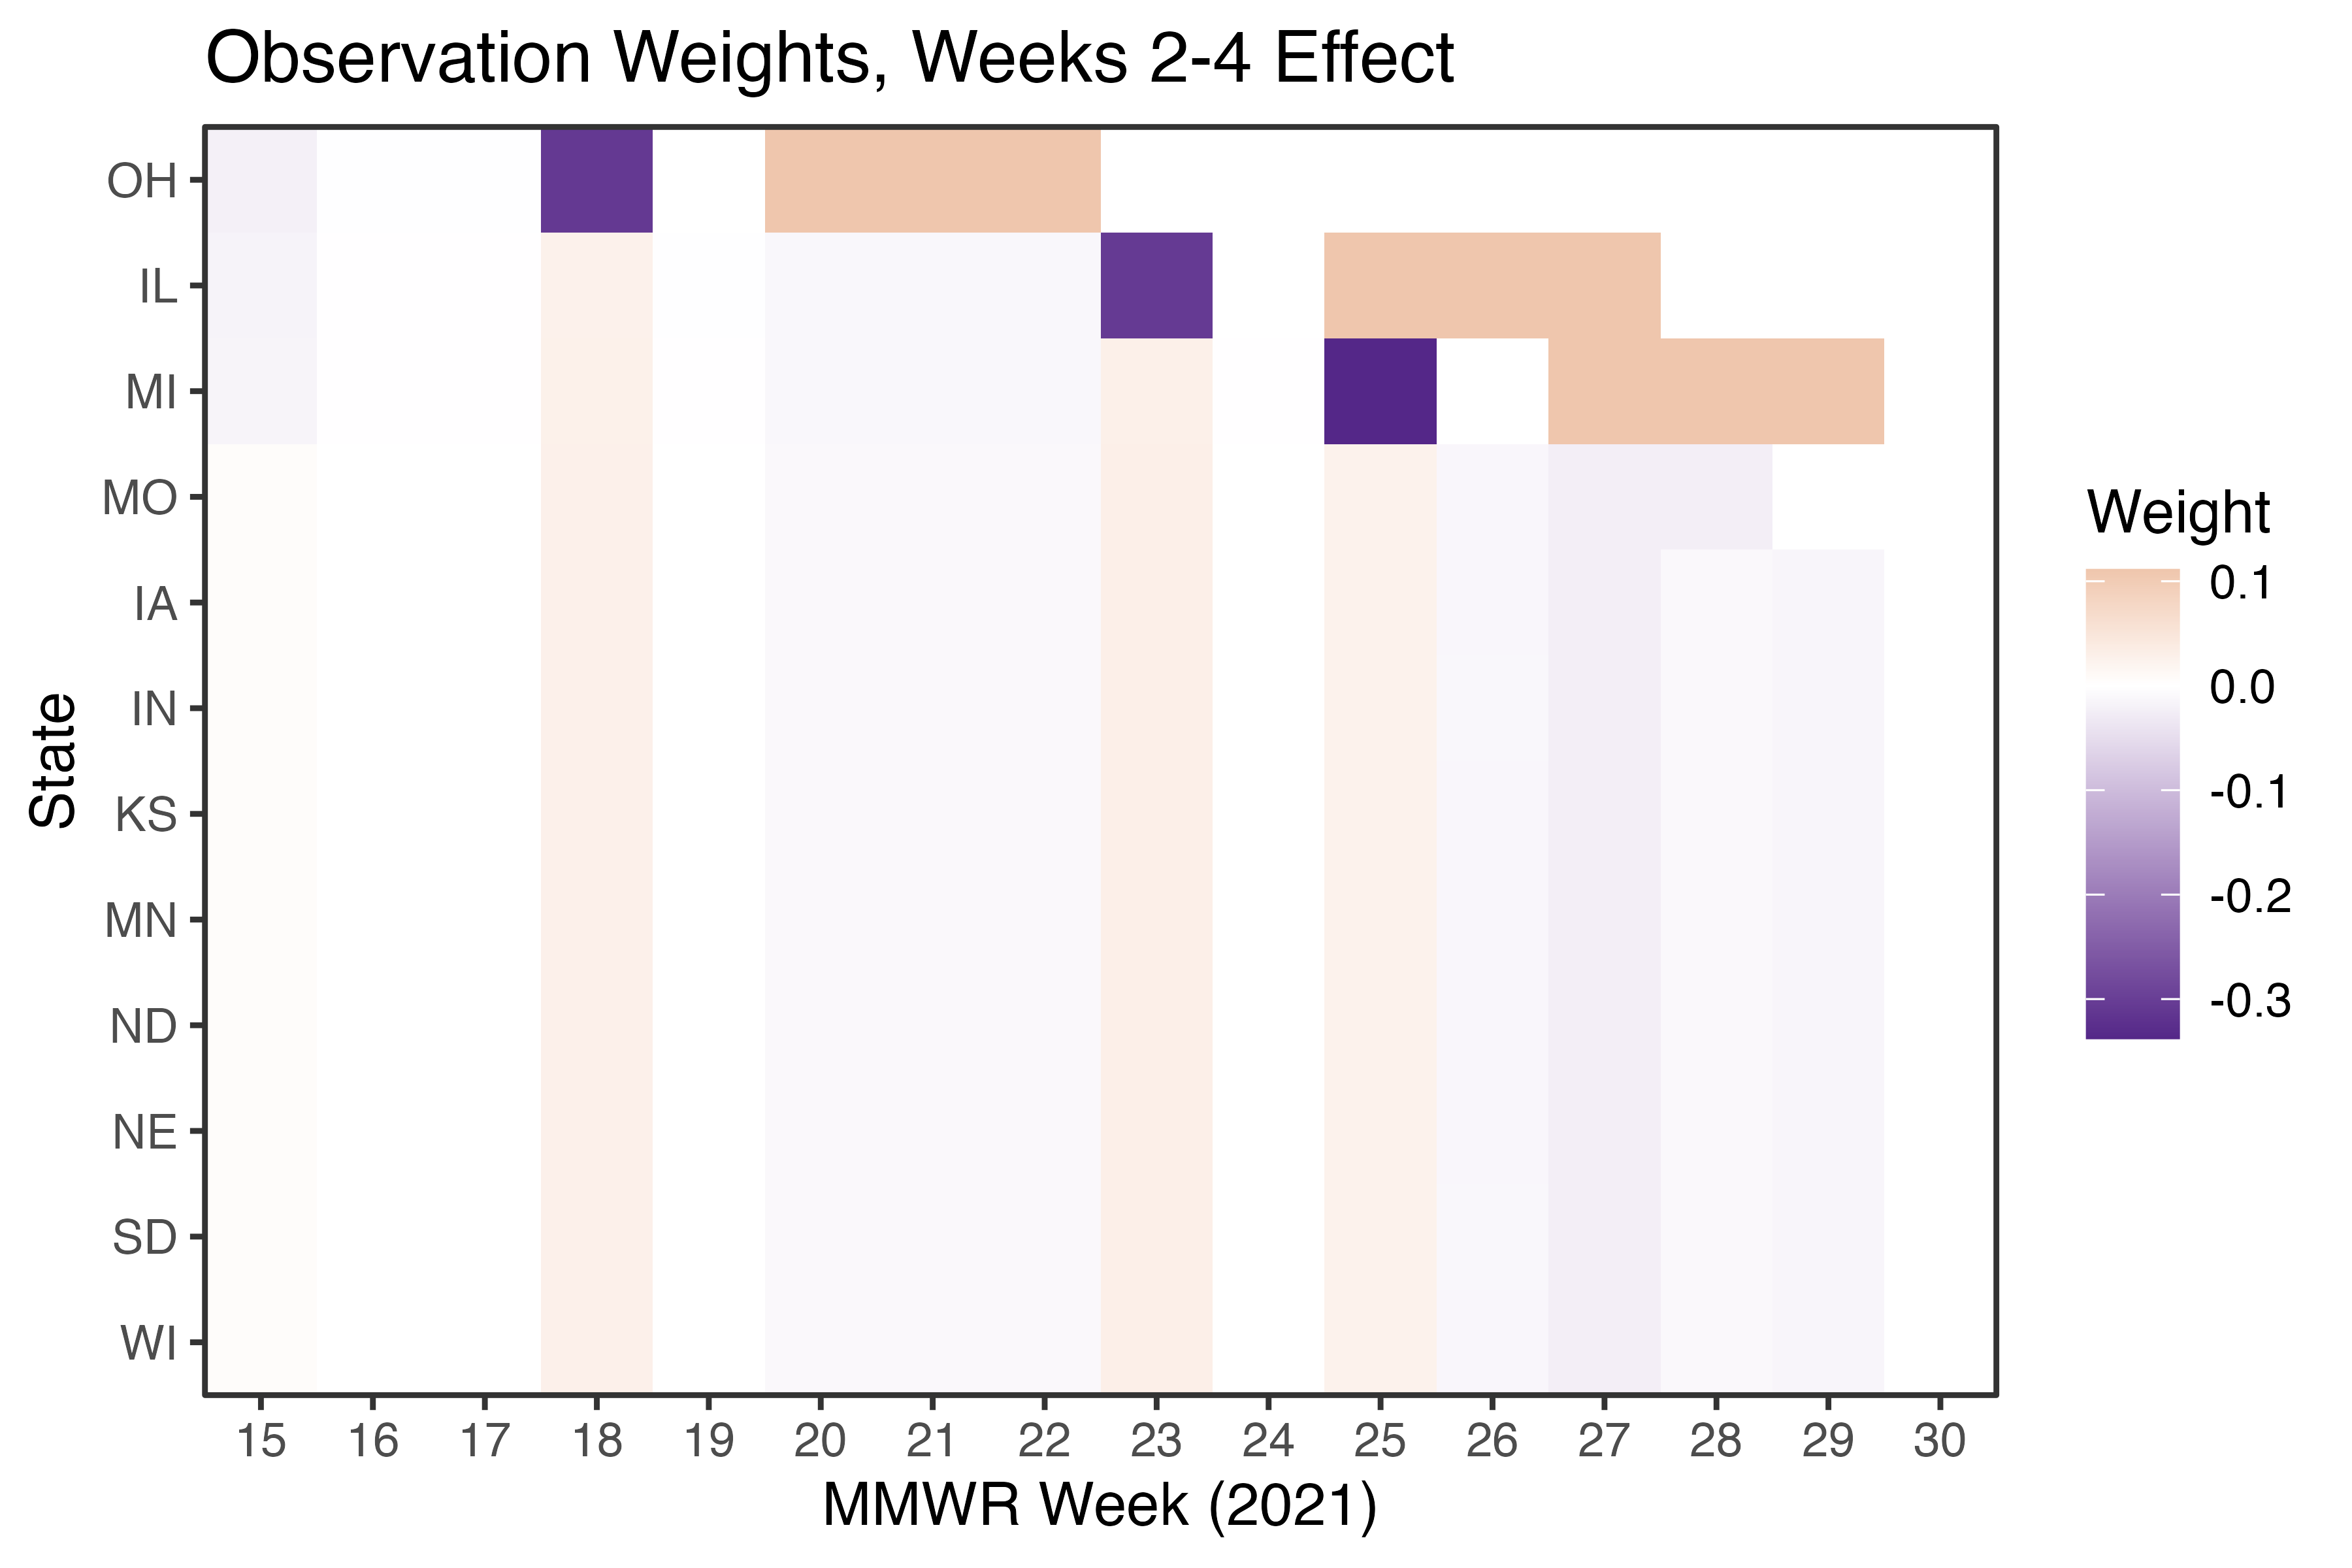 Observation Weights, Weeks 2-4 Effect
OH
IL
MI
MO
IA
IN
KS
MN
ND
NE
SD
WI
State
15 16 17 18 19 20 21 22 23 24 25 26 27 28 29 30
MMWR Week (2021)
Weight
0.1
0.0
-0.1
-0.2
-0.3